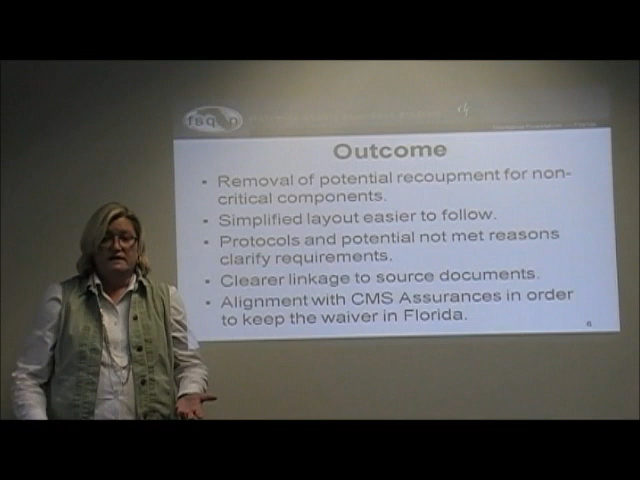 fsqap
Outcome
• Removal of potential recoupment for non-
critical components.
• Simplified layout easier to follow.
• Protocols and potential not met reasons
clarify requirements.
• Clearer linkage to source documents.
• Alignment with CMS Assurances in order
to keep the waiver in Florida.
6